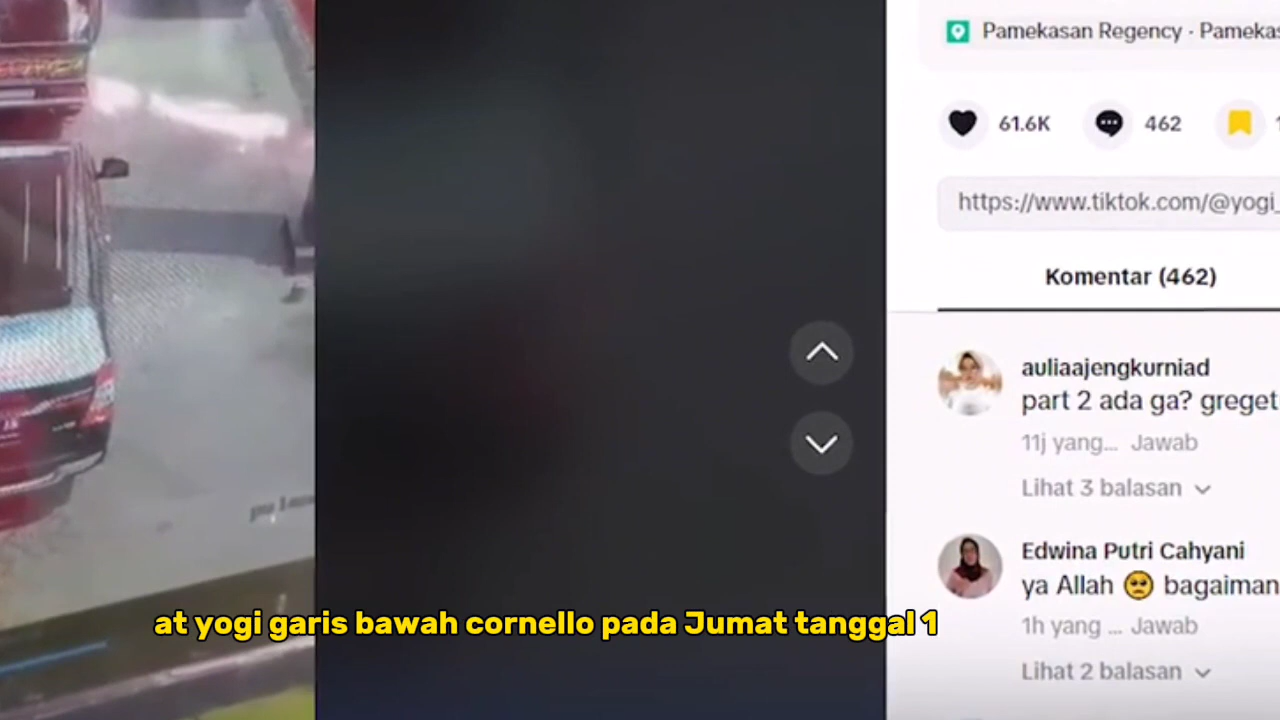 Pamekasan Regency · Pamekas
61.6K
462
https://www.tiktok.com/@yogi_
Komentar (462)
auliaajengkurniad
part 2 ada ga? greget
11j yang... Jawab
Lihat 3 balasan
Edwina Putri Cahyani
ya Allah 🥺 bagaiman
at yogi garis bawah cornello pada Jumat tanggal 1
1h yang ... Jawab
Lihat 2 balasan